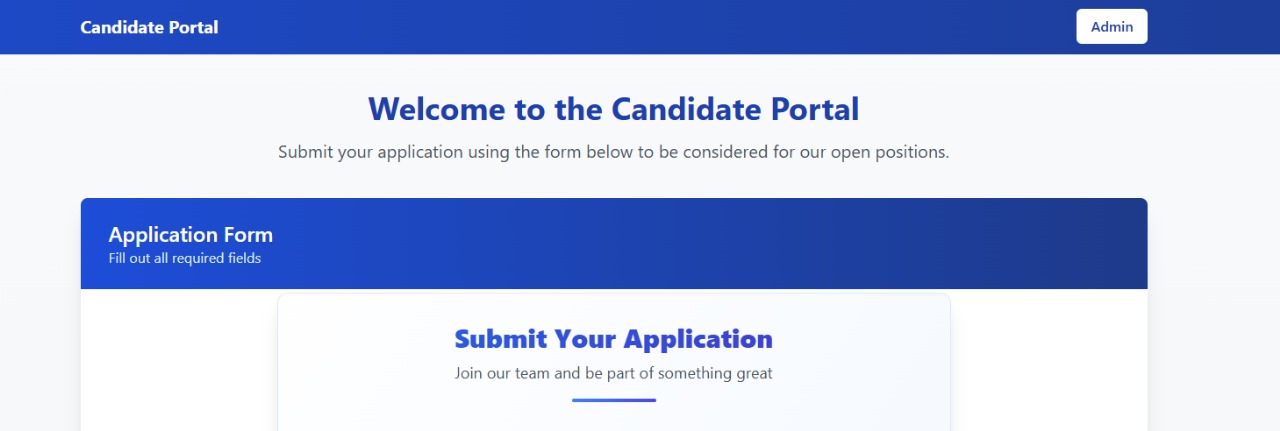 Candidate Portal
Admin
Welcome to the Candidate Portal
Submit your application using the form below to be considered for our open positions.
Application Form
Fill out all required fields
Submit Your Application
Join our team and be part of something great